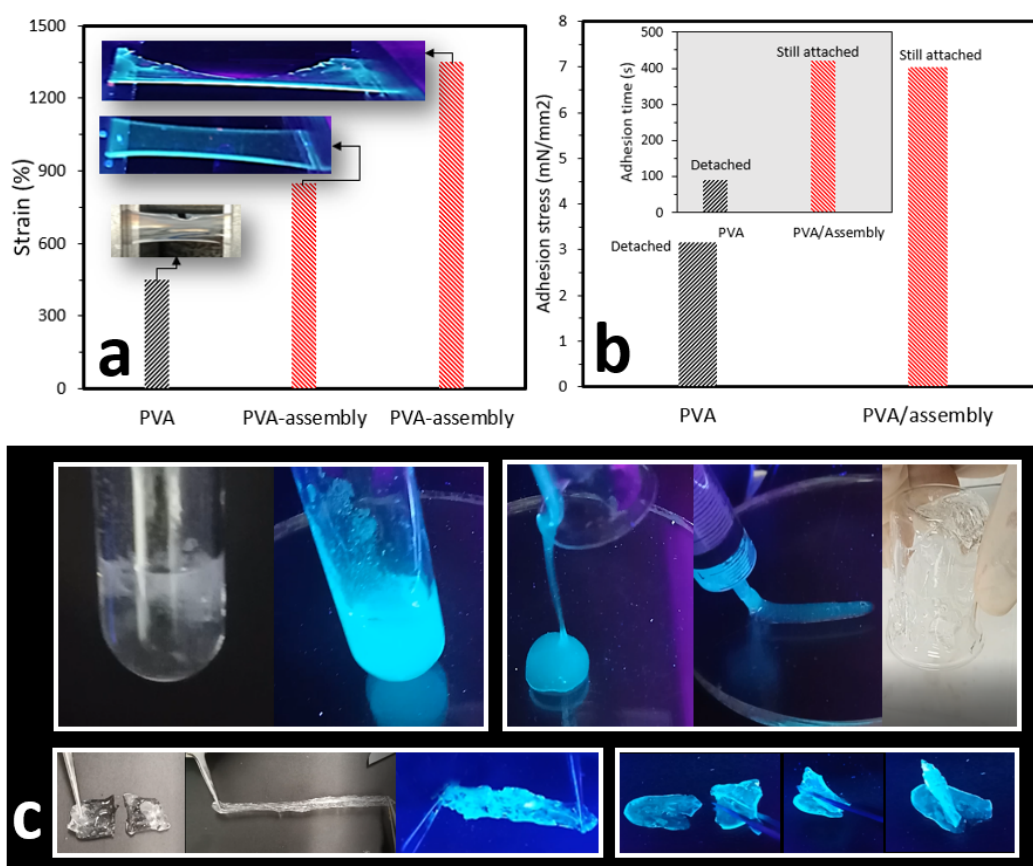 1500
1200
900
600
300
0
Strain (%)
PVA
PVA-assembly
PVA-assembly
a
8
7
6
5
4
3
2
1
0
Adhesion stress (mN/mm2)
Detached
Still attached
PVA
PVA/assembly
500
400
300
200
100
0
Adhesion time (s)
Detached
Still attached
PVA
PVA/Assembly
b
c